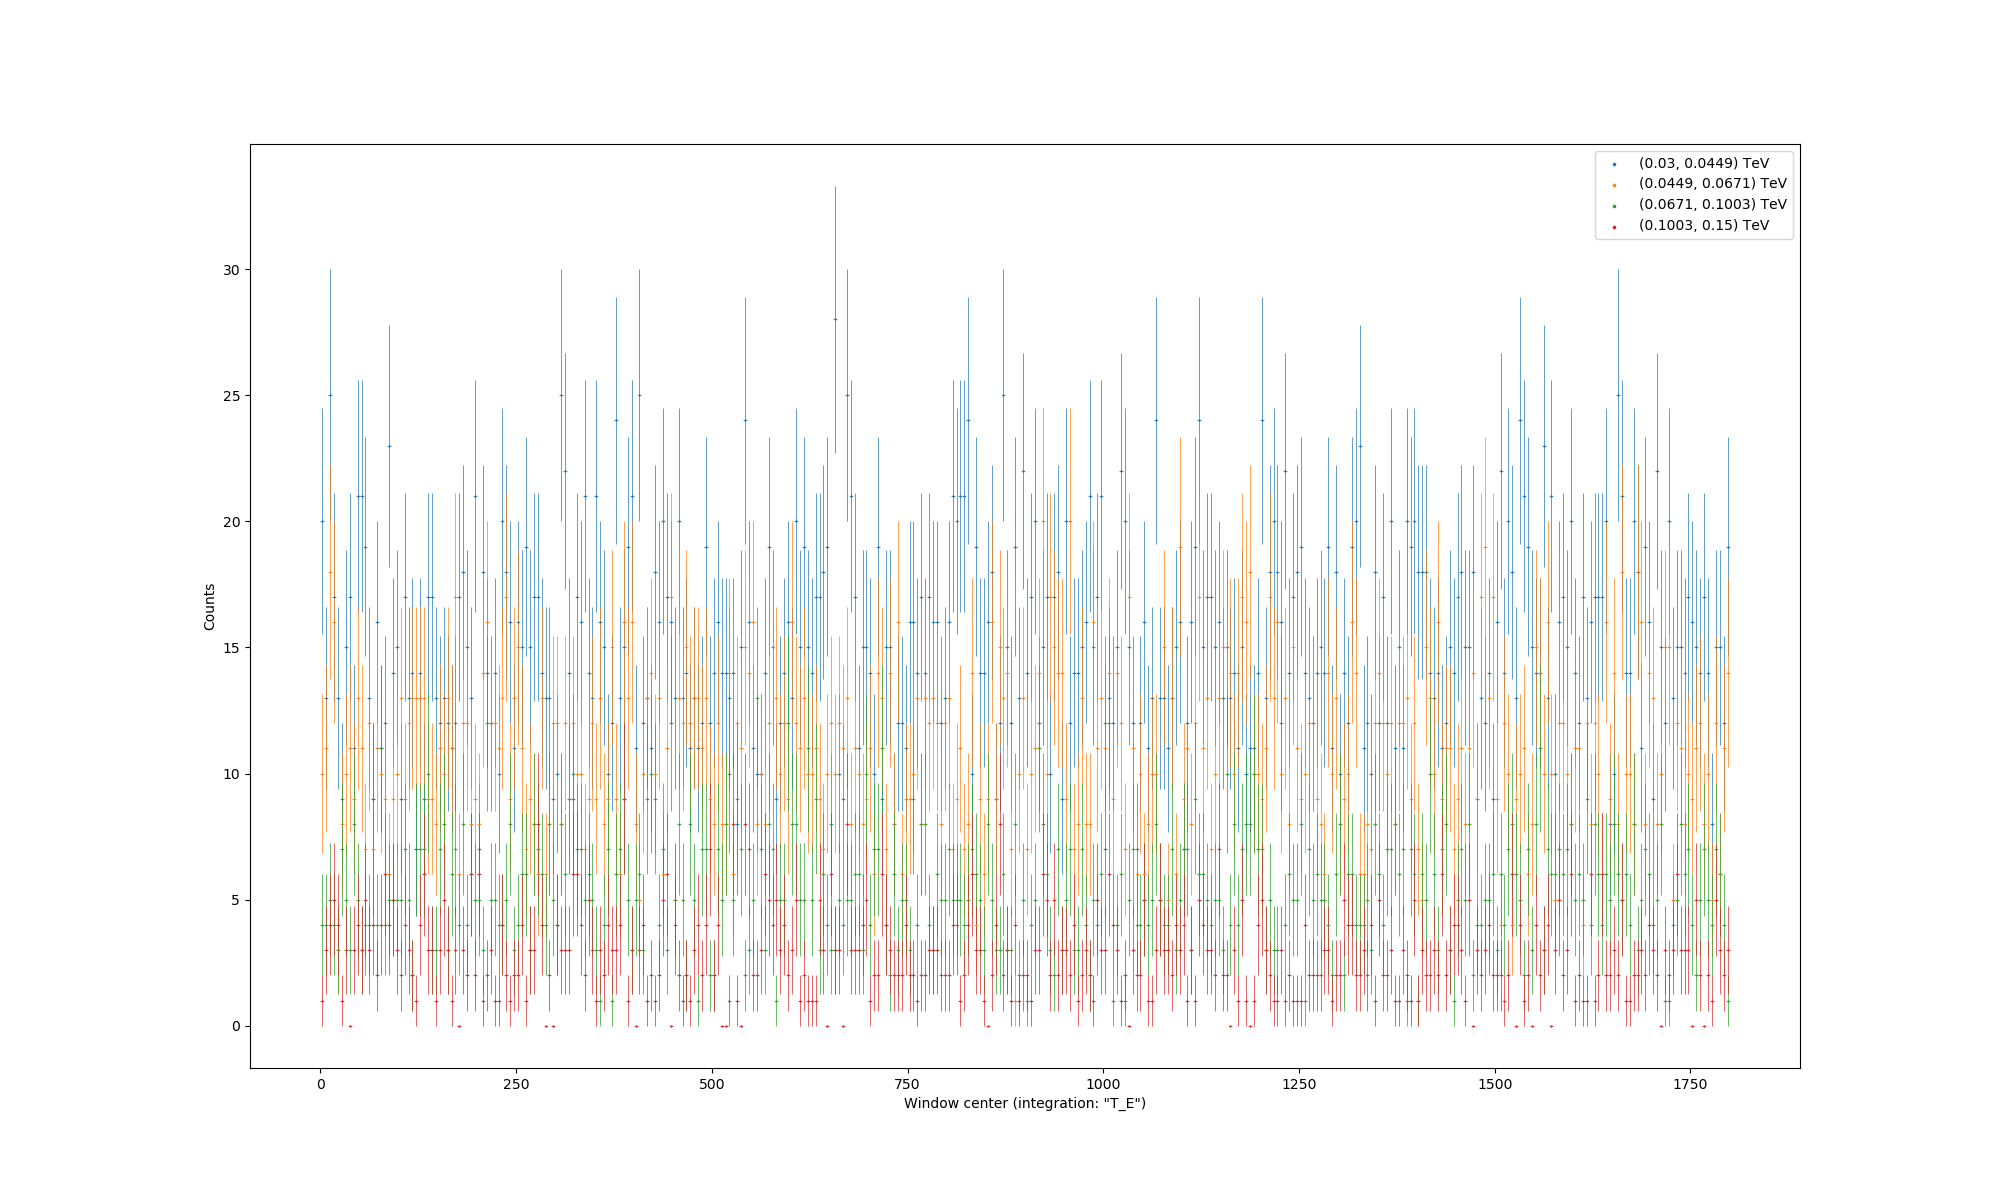 (0.03, 0.0449) TeV
(0.0449, 0.0671) TeV
(0.0671, 0.1003) TeV
(0.1003, 0.15) TeV
30
25
20
15
10
5
0
Counts
0 250 500 750 1000 1250 1500 1750
Window center (integration: "T_E")